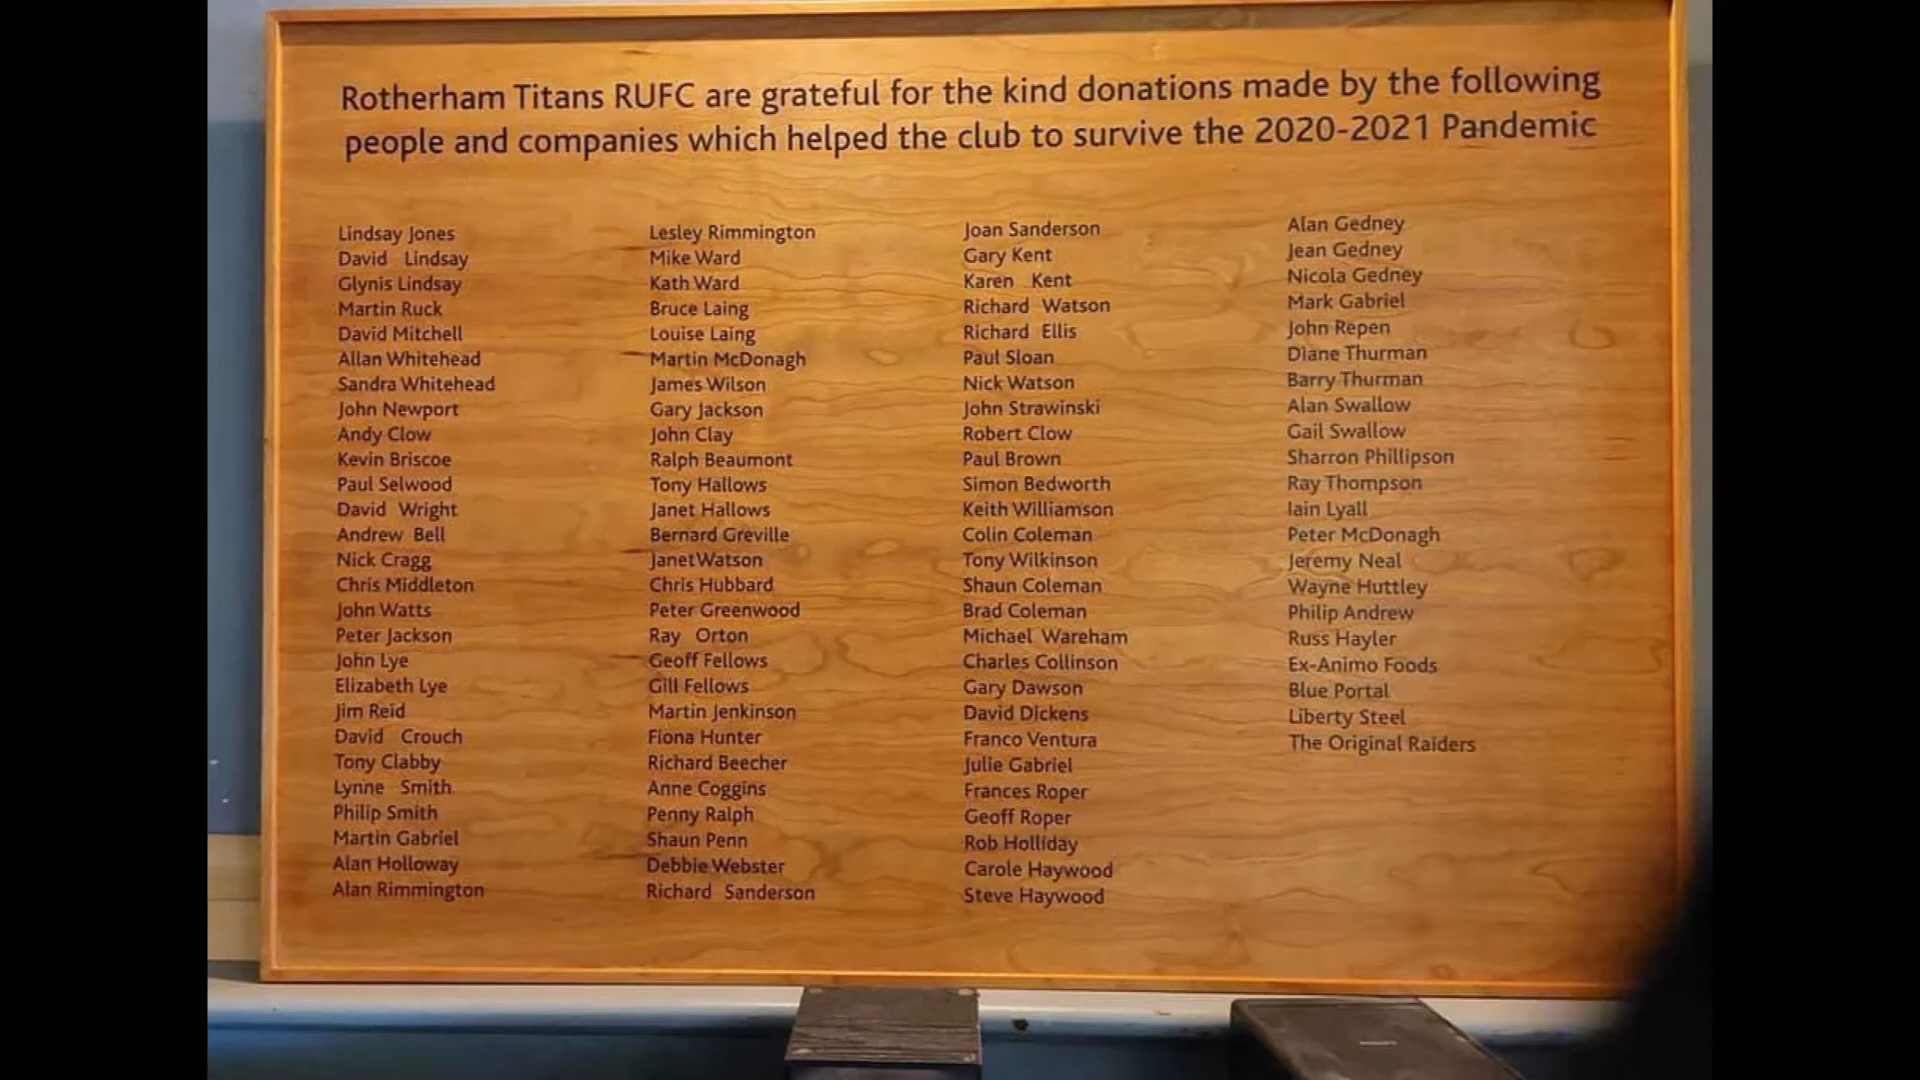 Rotherham Titans RUFC are grateful for the kind donations made by the following
people and companies which helped the club to survive the 2020-2021 Pandemic
Lindsay Jones
David Lindsay
Glynis Lindsay
Martin Ruck
David Mitchell
Allan Whitehead
Sandra Whitehead
John Newport
Andy Clow
Kevin Briscoe
Paul Selwood
David Wright
Andrew Bell
Nick Cragg
Chris Middleton
John Watts
Peter Jackson
John Lye
Elizabeth Lye
Jim Reid
David Crouch
Tony Clabby
Lynne Smith
Philip Smith
Martin Gabriel
Alan Holloway
Alan Rimmington
Lesley Rimmington
Mike Ward
Kath Ward
Bruce Laing
Louise Laing
Martin McDonagh
James Wilson
Gary Jackson
John Clay
Ralph Beaumont
Tony Hallows
Janet Hallows
Bernard Greville
JanetWatson
Chris Hubbard
Peter Greenwood
Ray Orton
Geoff Fellows
Gill Fellows
Martin Jenkinson
Fiona Hunter
Richard Beecher
Anne Coggins
Penny Ralph
Shaun Penn
Debbie Webster
Richard Sanderson
Joan Sanderson
Gary Kent
Karen Kent
Richard Watson
Richard Ellis
Paul Sloan
Nick Watson
John Strawinski
Robert Clow
Paul Brown
Simon Bedworth
Keith Williamson
Colin Coleman
Tony Wilkinson
Shaun Coleman
Brad Coleman
Michael Wareham
Charles Collinson
Gary Dawson
David Dickens
Franco Ventura
Julie Gabriel
Frances Roper
Geoff Roper
Rob Holliday
Carole Haywood
Steve Haywood
Alan Gedney
Jean Gedney
Nicola Gedney
Mark Gabriel
John Repen
Diane Thurman
Barry Thurman
Alan Swallow
Gail Swallow
Sharron Phillipson
Ray Thompson
Iain Lyall
Peter McDonagh
Jeremy Neal
Wayne Huttley
Philip Andrew
Russ Hayler
Ex-Animo Foods
Blue Portal
Liberty Steel
The Original Raiders